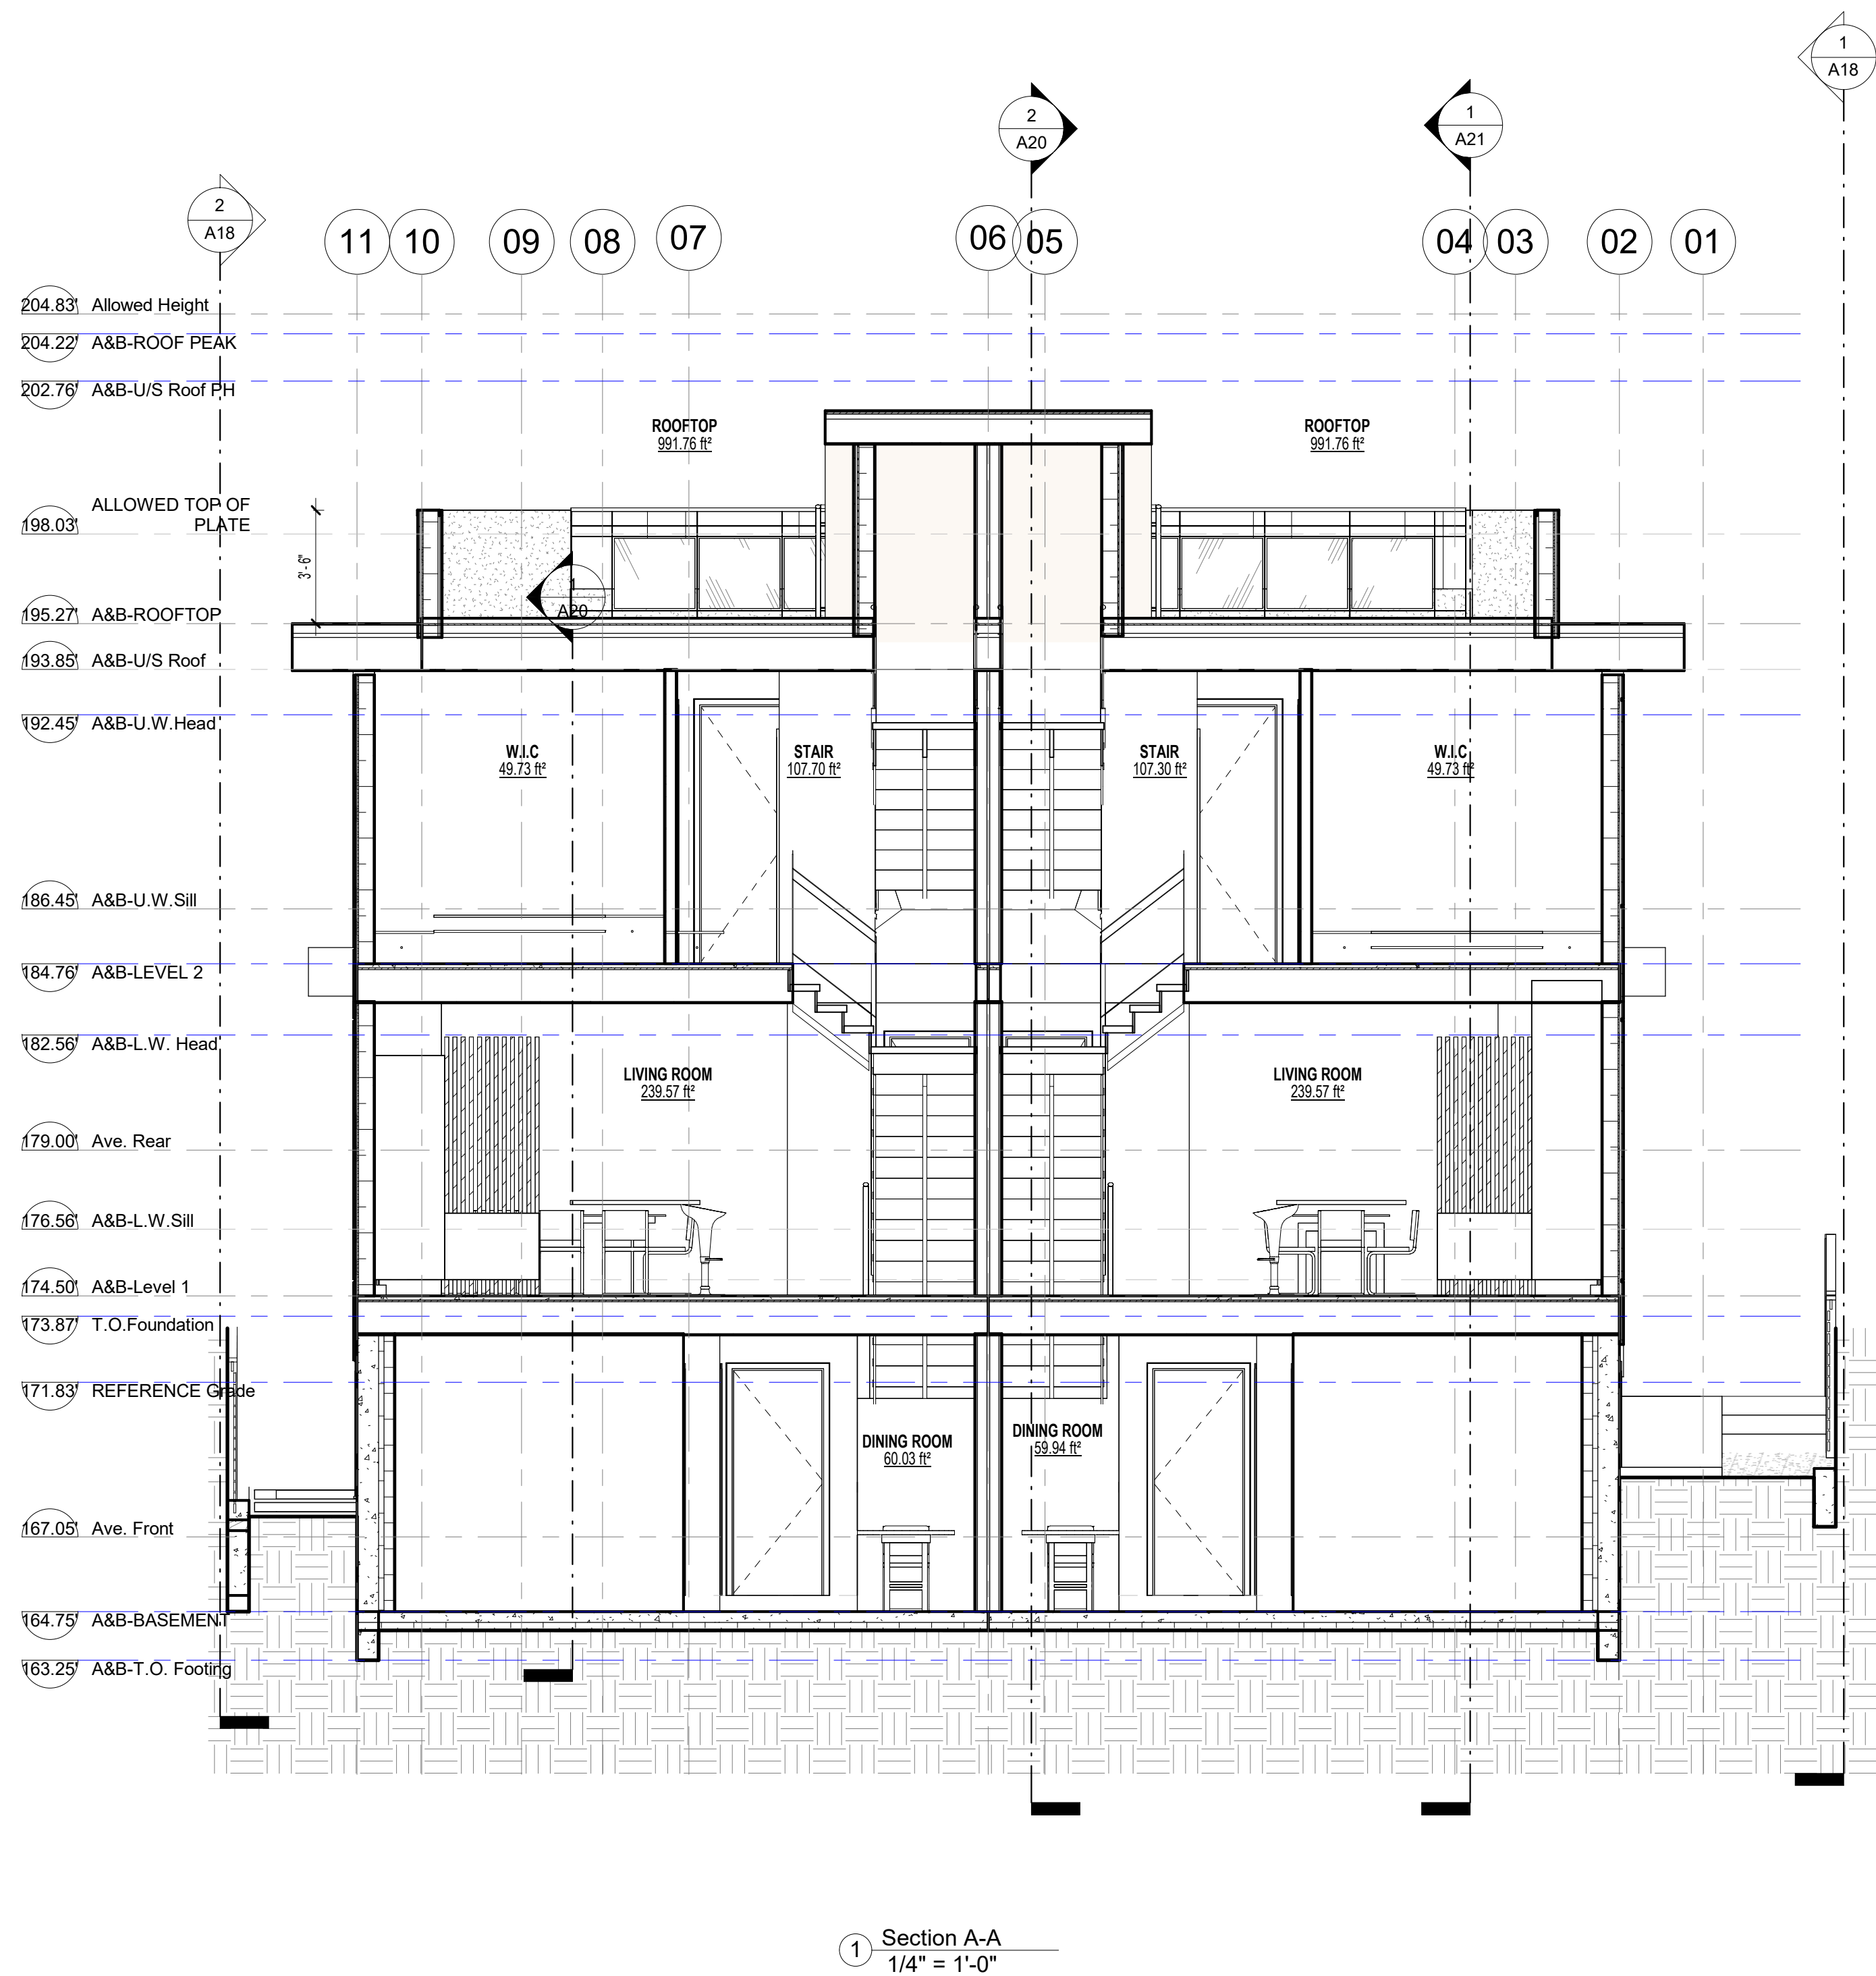 1
A18
2
A20
1
A21
2
A18
11
10
09
08
07
06
05
04
03
02
01
204.83' Allowed Height
204.22' A&B-ROOF PEAK
202.76' A&B-U/S Roof PH
ROOFTOP
991.76 ft²
ROOFTOP
991.76 ft²
198.03' ALLOWED TOP OF
PLATE
3' - 6"
1
A20
195.27' A&B-ROOFTOP
193.85' A&B-U/S Roof
192.45' A&B-U.W.Head
W.I.C
49.73 ft²
STAIR
107.70 ft²
STAIR
107.30 ft²
W.I.C
49.73 ft²
186.45' A&B-U.W.Sill
184.76' A&B-LEVEL 2
182.56' A&B-L.W. Head
LIVING ROOM
239.57 ft²
LIVING ROOM
239.57 ft²
179.00' Ave. Rear
176.56' A&B-L.W.Sill
174.50' A&B-Level 1
173.87' T.O.Foundation
171.83' REFERENCE Grade
DINING ROOM
60.03 ft²
DINING ROOM
59.94 ft²
167.05' Ave. Front
164.75' A&B-BASEMENT
163.25' A&B-T.O. Footing
1 Section A-A
1/4" = 1'-0"